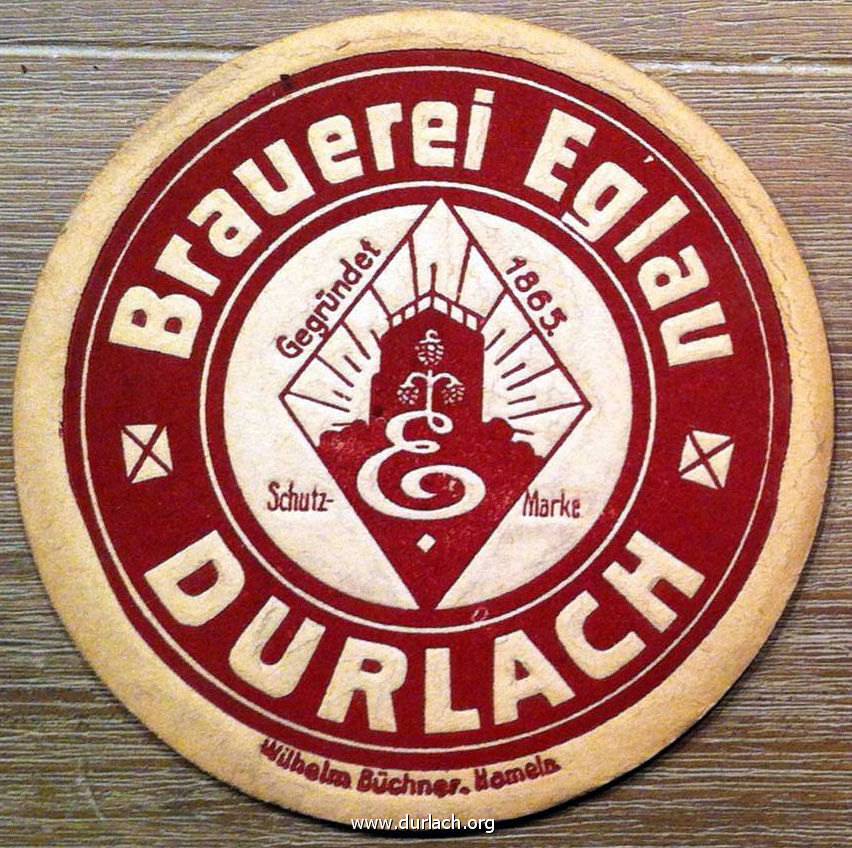 Brauerei Eglau
Gegründet 1865.
E
Schutz-Marke
DURLACH
Wilhelm Büchner. Hameln
www.durlach.org